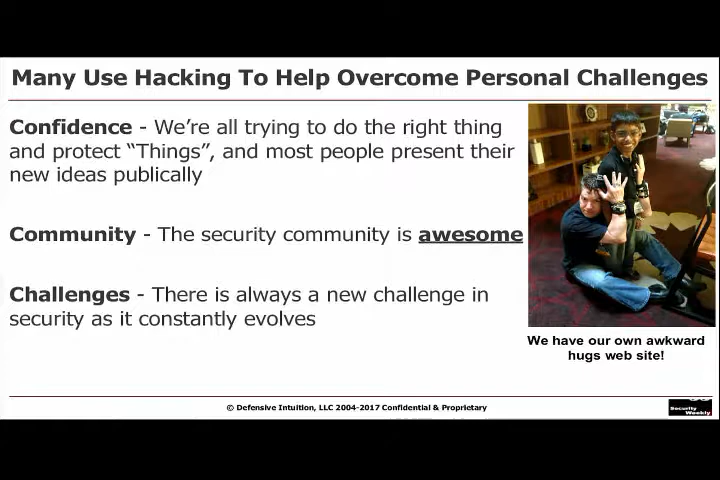 Many Use Hacking To Help Overcome Personal Challenges
Confidence - We're all trying to do the right thing
and protect “Things”, and most people present their
new ideas publically
Community - The security community is awesome
Challenges - There is always a new challenge in
security as it constantly evolves
We have our own awkward
hugs web site!
© Defensive Intuition, LLC 2004-2017 Confidential & Proprietary
Security
Weekly